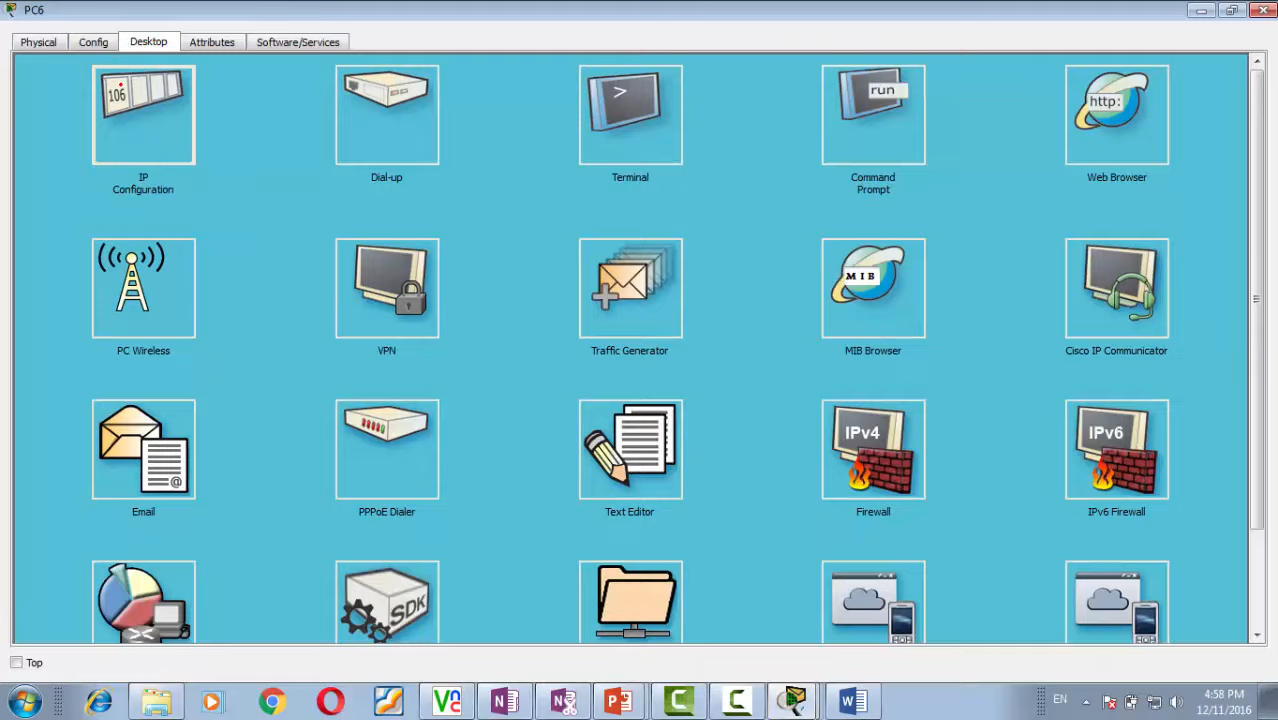 PC6
Physical
Config
Desktop
Attributes
Software/Services
106
>
run
http:
IP
Configuration
Dial-up
Terminal
Command
Prompt
Web Browser
MIB
PC Wireless
VPN
Traffic Generator
MIB Browser
Cisco IP Communicator
@
IPv4
IPv6
Email
PPPoE Dialer
Text Editor
Firewall
IPv6 Firewall
SDK
Top
EN
4:58 PM
12/11/2016